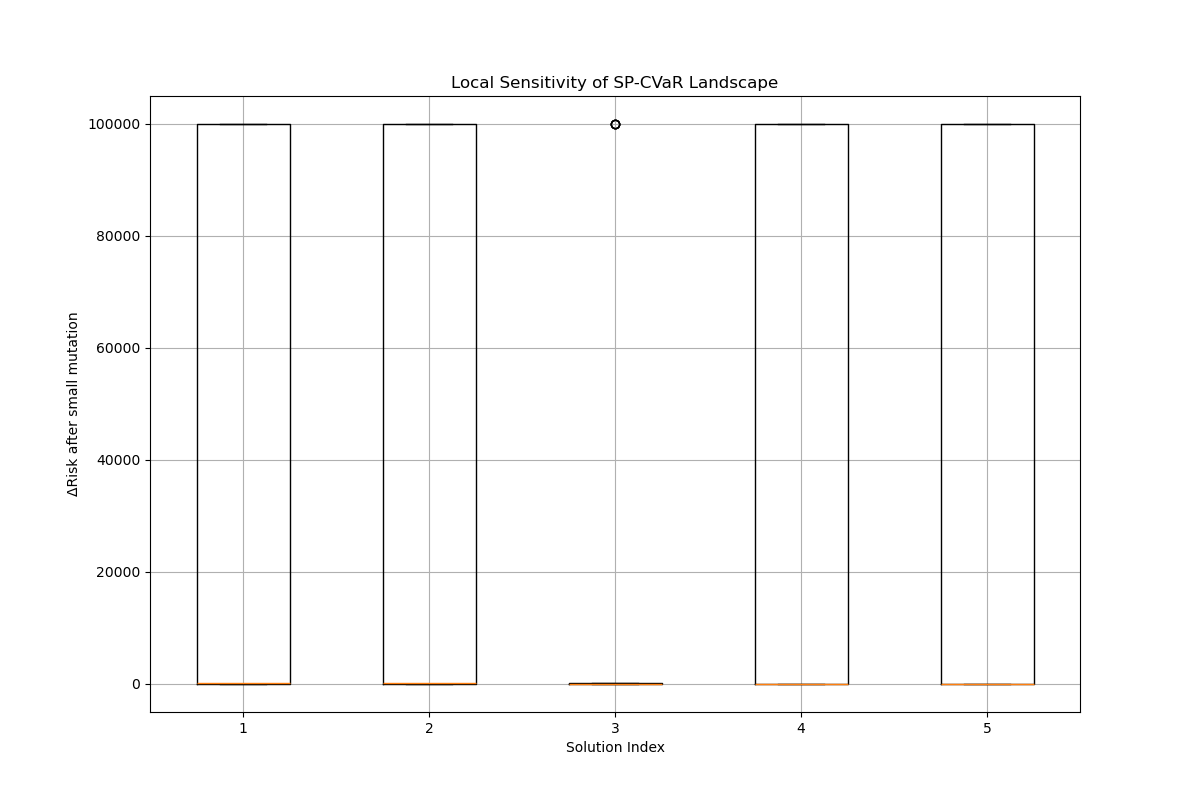 Local Sensitivity of SP-CVaR Landscape
100000
80000
60000
40000
20000
0
ΔRisk after small mutation
1 2 3 4 5
Solution Index